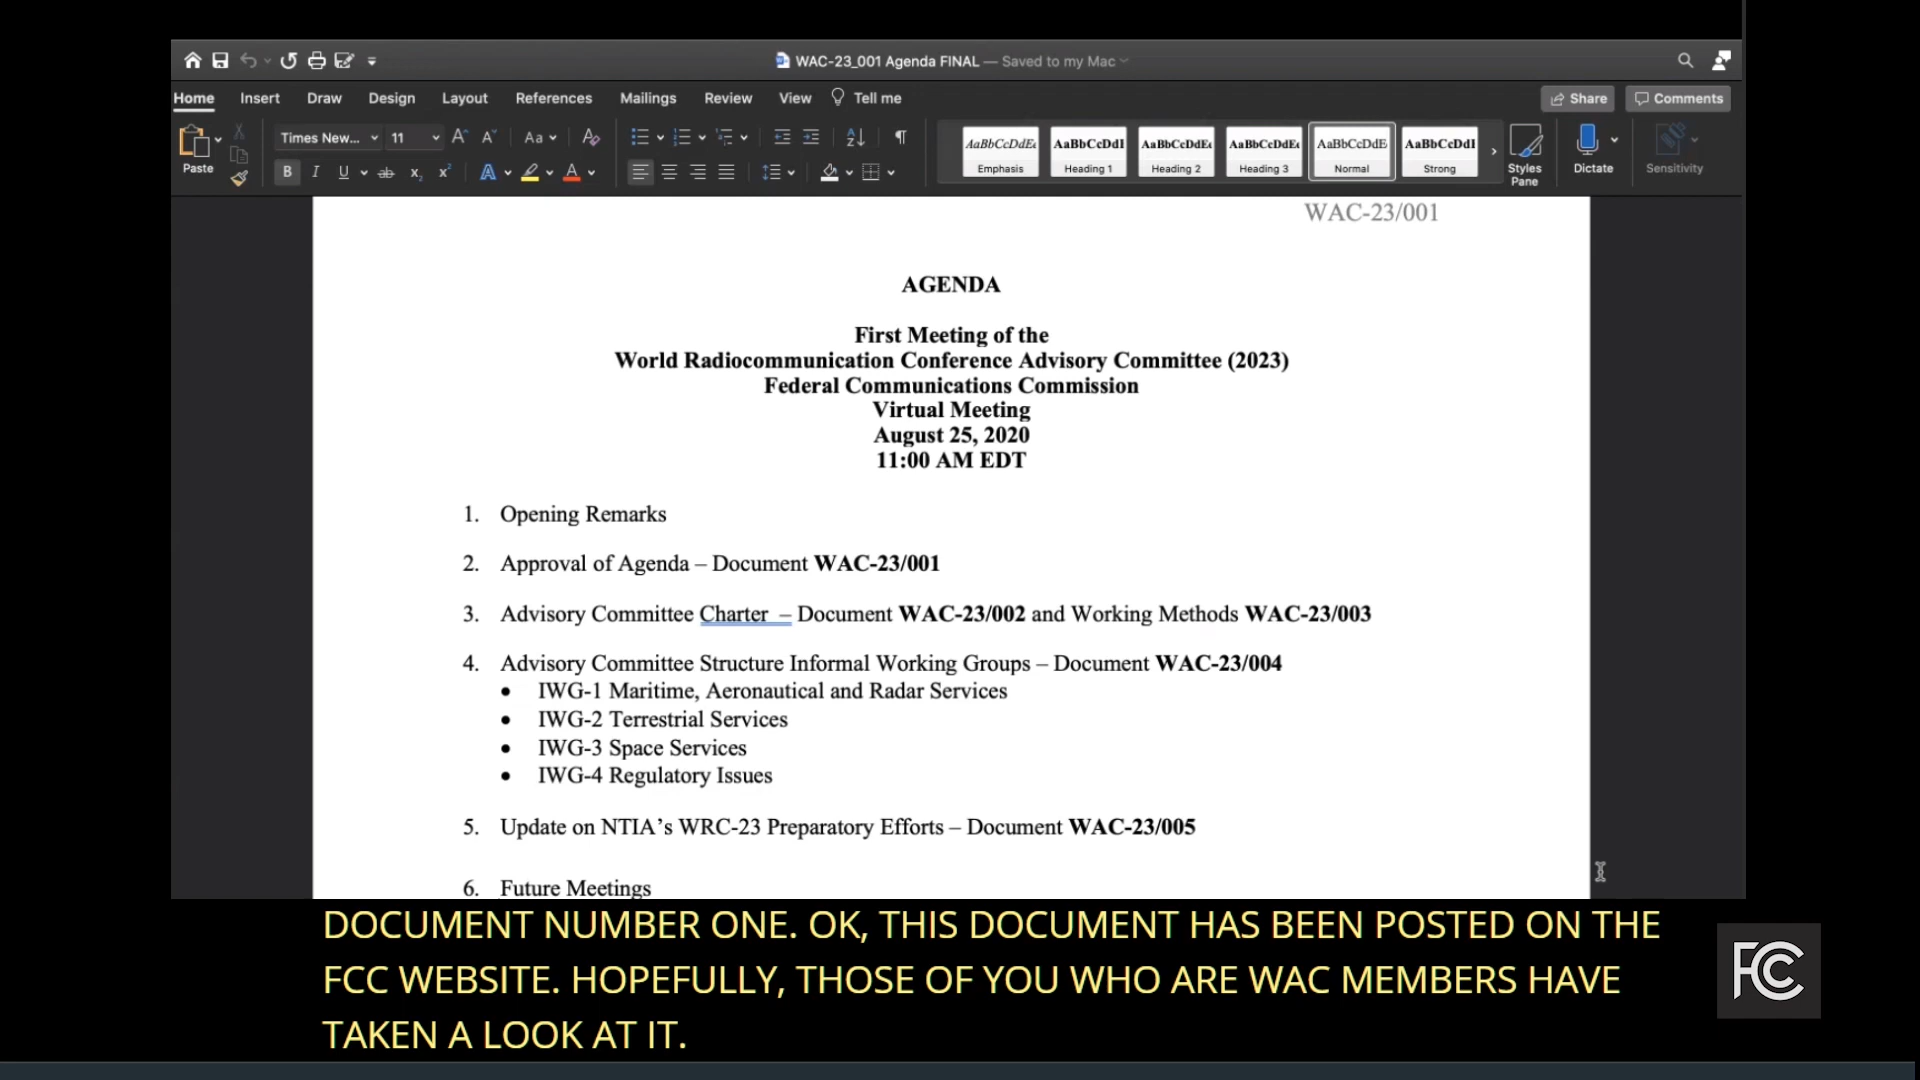 WAC-23_001 Agenda FINAL — Saved to my Mac
Home Insert Draw Design Layout References Mailings Review View Tell me Share Comments
Paste Times New... 11 Aa
AaBbCcDdEe Emphasis
AaBbCcDdI Heading 1
AaBbCcDdEe Heading 2
AaBbCcDdEe Heading 3
AaBbCcDdE Normal
AaBbCcDdI Strong
Styles Pane
Dictate
Sensitivity
WAC-23/001
AGENDA
First Meeting of the
World Radiocommunication Conference Advisory Committee (2023)
Federal Communications Commission
Virtual Meeting
August 25, 2020
11:00 AM EDT
1. Opening Remarks
2. Approval of Agenda – Document WAC-23/001
3. Advisory Committee Charter – Document WAC-23/002 and Working Methods WAC-23/003
4. Advisory Committee Structure Informal Working Groups – Document WAC-23/004
• IWG-1 Maritime, Aeronautical and Radar Services
• IWG-2 Terrestrial Services
• IWG-3 Space Services
• IWG-4 Regulatory Issues
5. Update on NTIA's WRC-23 Preparatory Efforts – Document WAC-23/005
6. Future Meetings
DOCUMENT NUMBER ONE. OK, THIS DOCUMENT HAS BEEN POSTED ON THE
FCC WEBSITE. HOPEFULLY, THOSE OF YOU WHO ARE WAC MEMBERS HAVE
TAKEN A LOOK AT IT.
FCC